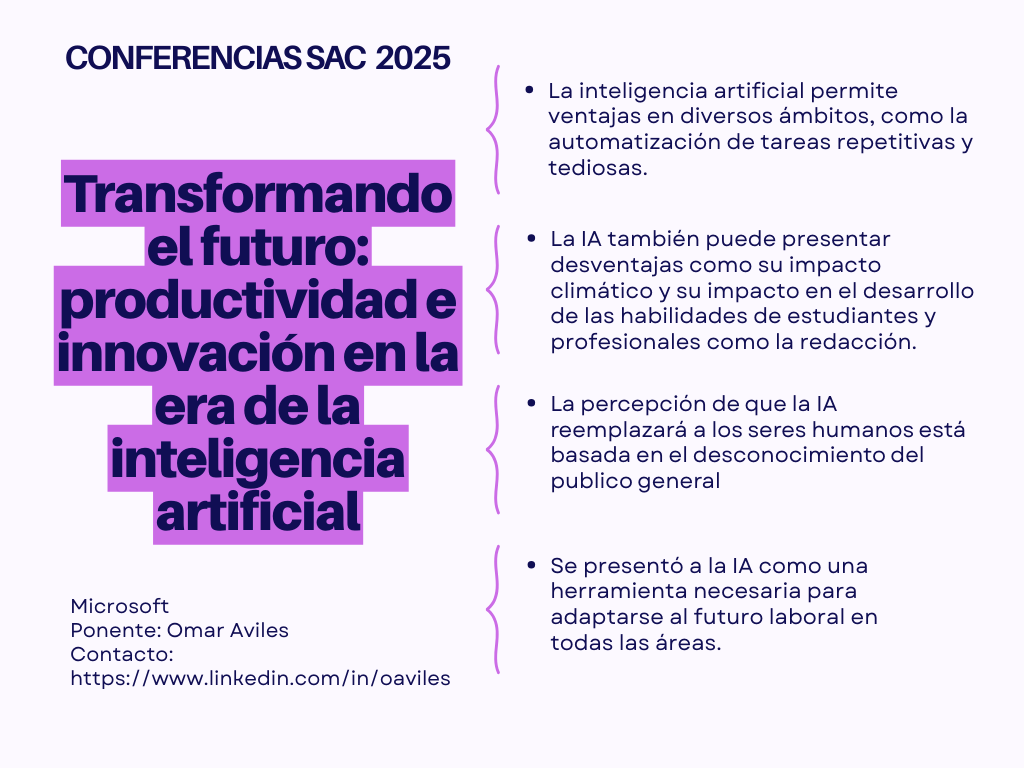 CONFERENCIAS SAC 2025
Transformando
el futuro:
productividad e
innovación en la
era de la
inteligencia
artificial
Microsoft
Ponente: Omar Aviles
Contacto:
https://www.linkedin.com/in/oaviles
• La inteligencia artificial permite
ventajas en diversos ámbitos, como la
automatización de tareas repetitivas y
tediosas.
• La IA también puede presentar
desventajas como su impacto
climático y su impacto en el desarrollo
de las habilidades de estudiantes y
profesionales como la redacción.
• La percepción de que la IA
reemplazará a los seres humanos está
basada en el desconocimiento del
publico general
• Se presentó a la IA como una
herramienta necesaria para
adaptarse al futuro laboral en
todas las áreas.